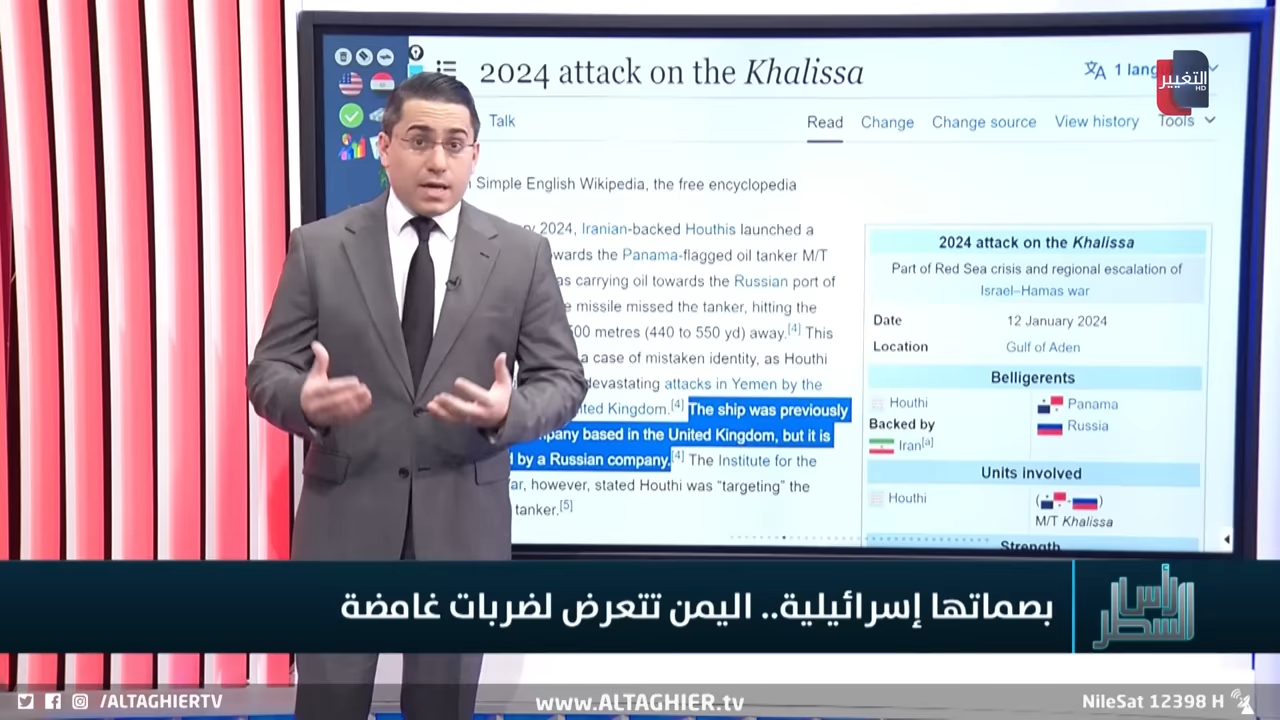 2024 attack on the Khalissa
1 lang
التغيير
HD
Talk
Read
Change
Change source
View history
Tools
Simple English Wikipedia, the free encyclopedia
2024, Iranian-backed Houthis launched a
the Panama-flagged oil tanker M/T
carrying oil towards the Russian port of
missile missed the tanker, hitting the
metres (440 to 550 yd) away.[4] This
a case of mistaken identity, as Houthi
devastating attacks in Yemen by the
Kingdom.[4] The ship was previously
based in the United Kingdom, but it is
by a Russian company.[4] The Institute for the
however, stated Houthi was “targeting” the
tanker.[5]
2024 attack on the Khalissa
Part of Red Sea crisis and regional escalation of
Israel–Hamas war
Date 12 January 2024
Location Gulf of Aden
Belligerents
Houthi
Backed by
Iran[a]
Panama
Russia
Units involved
Houthi
( - )
M/T Khalissa
Strength
بصماتها إسرائيلية.. اليمن تتعرض لضربات غامضة
رأس
السطر
/ALTAGHIERTV
www.ALTAGHIER.tv
NileSat 12398 H